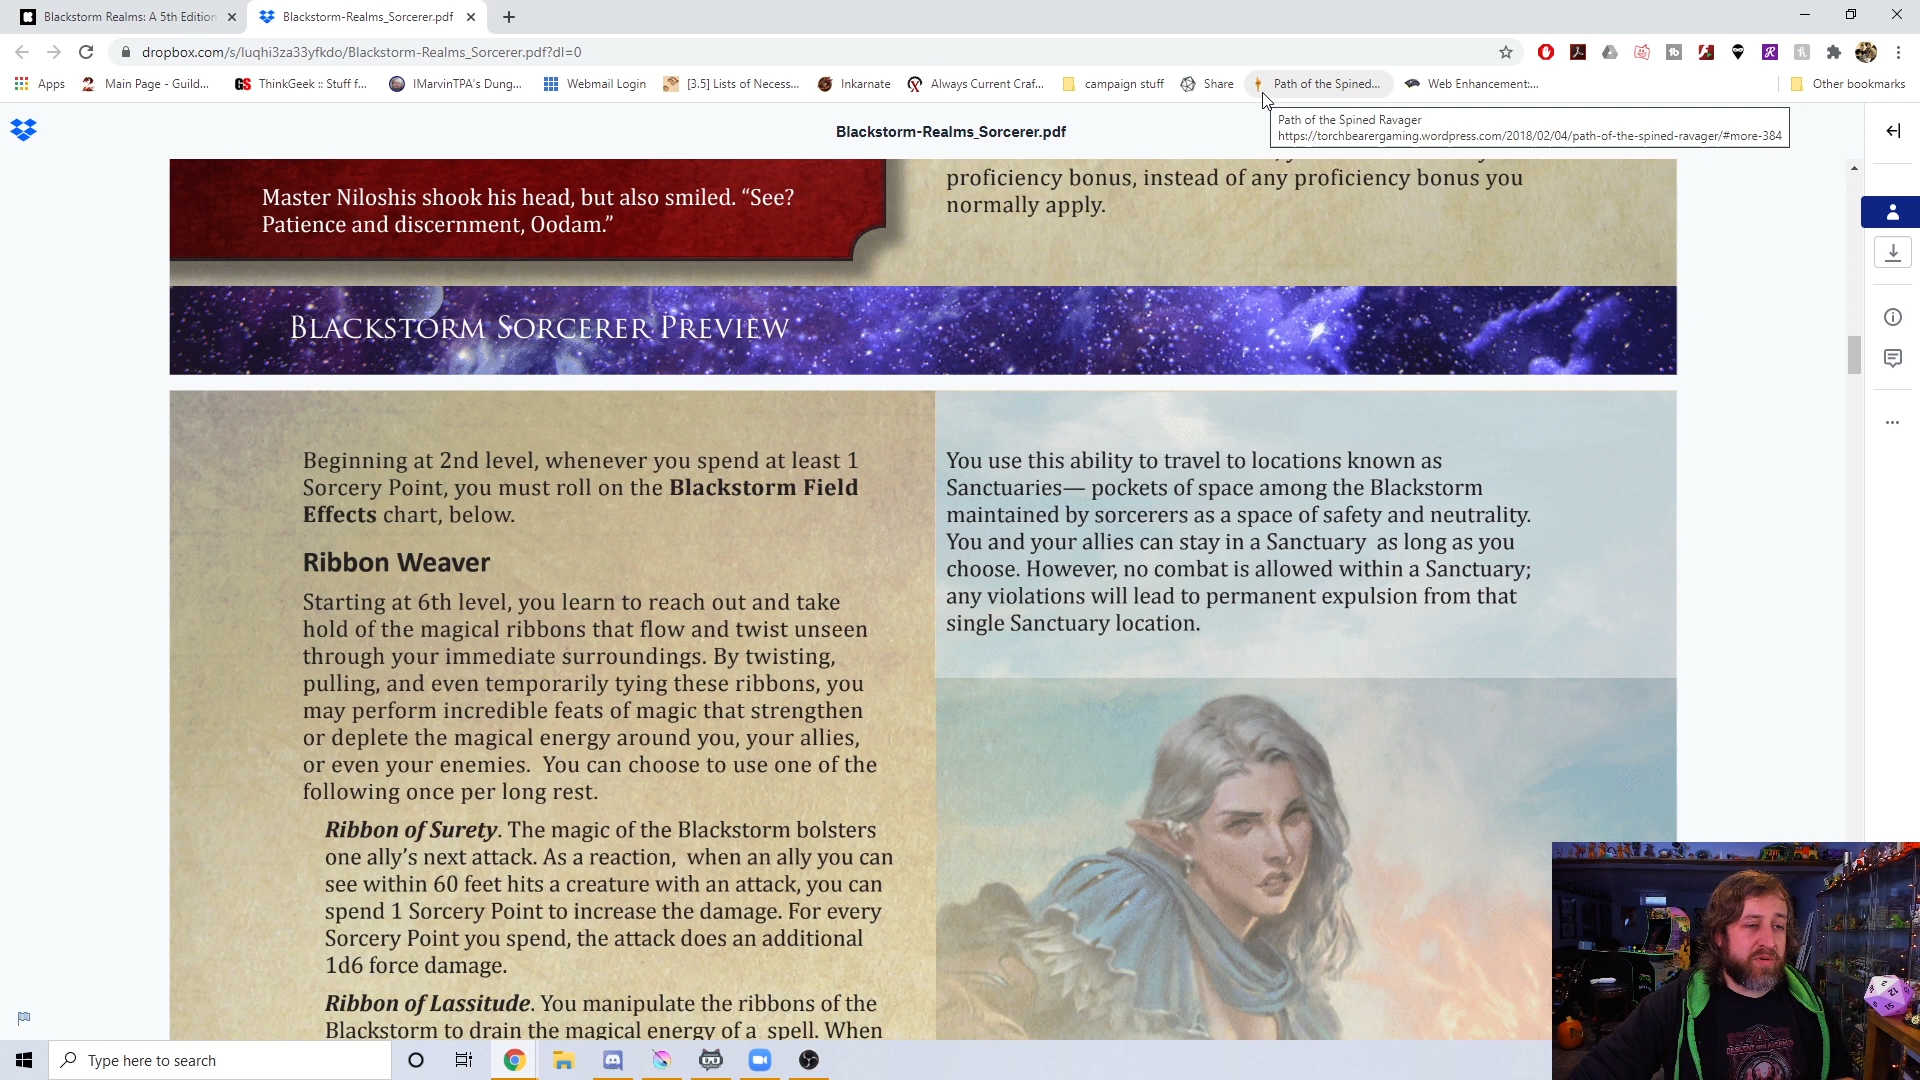 Blackstorm Realms: A 5th Edition
Blackstorm-Realms_Sorcerer.pdf
dropbox.com/s/luqhi3za33yfkdo/Blackstorm-Realms_Sorcerer.pdf?dl=0
Apps
Main Page - Guild...
ThinkGeek :: Stuff f...
IMarvinTPA's Dung...
Webmail Login
[3.5] Lists of Necess...
Inkarnate
Always Current Craf...
campaign stuff
Share
Path of the Spined...
Web Enhancement:...
Other bookmarks
Path of the Spined Ravager
https://torchbearergaming.wordpress.com/2018/02/04/path-of-the-spined-ravager/#more-384
Blackstorm-Realms_Sorcerer.pdf
Master Niloshis shook his head, but also smiled. “See?
Patience and discernment, Oodam.”
proficiency bonus, instead of any proficiency bonus you
normally apply.
Blackstorm Sorcerer Preview
Beginning at 2nd level, whenever you spend at least 1
Sorcery Point, you must roll on the Blackstorm Field
Effects chart, below.
Ribbon Weaver
Starting at 6th level, you learn to reach out and take
hold of the magical ribbons that flow and twist unseen
through your immediate surroundings. By twisting,
pulling, and even temporarily tying these ribbons, you
may perform incredible feats of magic that strengthen
or deplete the magical energy around you, your allies,
or even your enemies. You can choose to use one of the
following once per long rest.
Ribbon of Surety. The magic of the Blackstorm bolsters
one ally’s next attack. As a reaction, when an ally you can
see within 60 feet hits a creature with an attack, you can
spend 1 Sorcery Point to increase the damage. For every
Sorcery Point you spend, the attack does an additional
1d6 force damage.
Ribbon of Lassitude. You manipulate the ribbons of the
Blackstorm to drain the magical energy of a spell. When
You use this ability to travel to locations known as
Sanctuaries— pockets of space among the Blackstorm
maintained by sorcerers as a space of safety and neutrality.
You and your allies can stay in a Sanctuary as long as you
choose. However, no combat is allowed within a Sanctuary;
any violations will lead to permanent expulsion from that
single Sanctuary location.
Type here to search